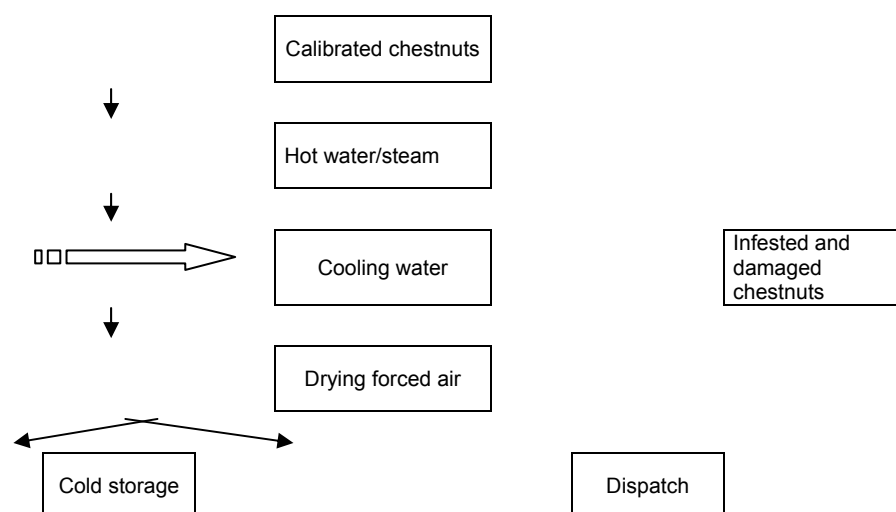 Calibrated chestnuts
Hot water/steam
Cooling water
Infested and
damaged
chestnuts
Drying forced air
Cold storage
Dispatch